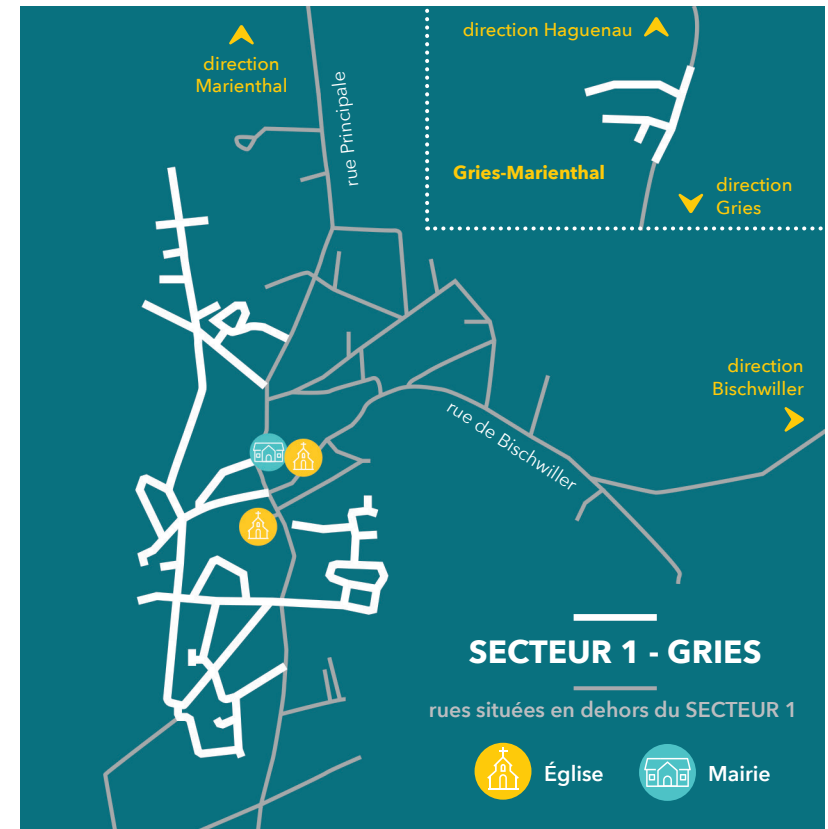 direction
Marienthal
rue Principale
direction Haguenau
Gries-Marienthal
direction
Gries
direction
Bischwiller
rue de Bischwiller
SECTEUR 1 - GRIES
rues situées en dehors du SECTEUR 1
Église
Mairie